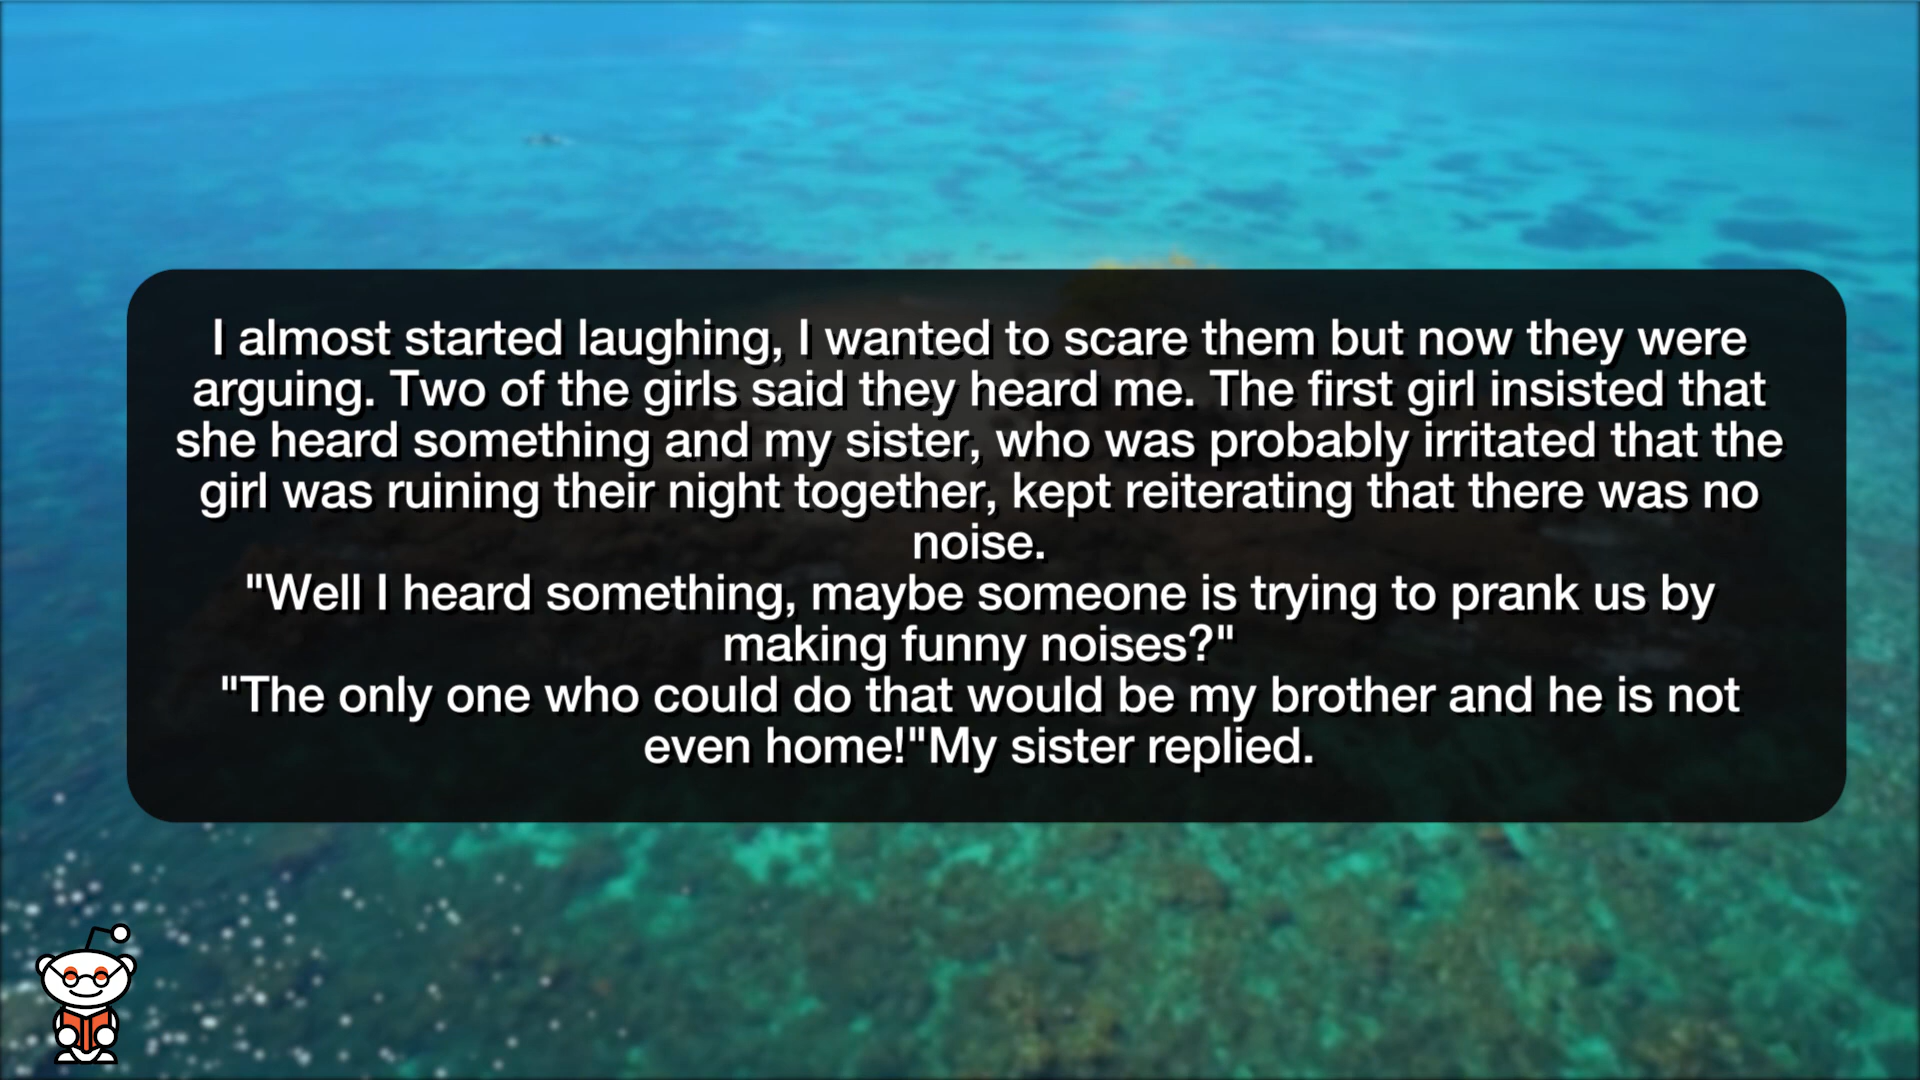 I almost started laughing, I wanted to scare them but now they were
arguing. Two of the girls said they heard me. The first girl insisted that
she heard something and my sister, who was probably irritated that the
girl was ruining their night together, kept reiterating that there was no
noise.
"Well I heard something, maybe someone is trying to prank us by
making funny noises?"
"The only one who could do that would be my brother and he is not
even home!"My sister replied.